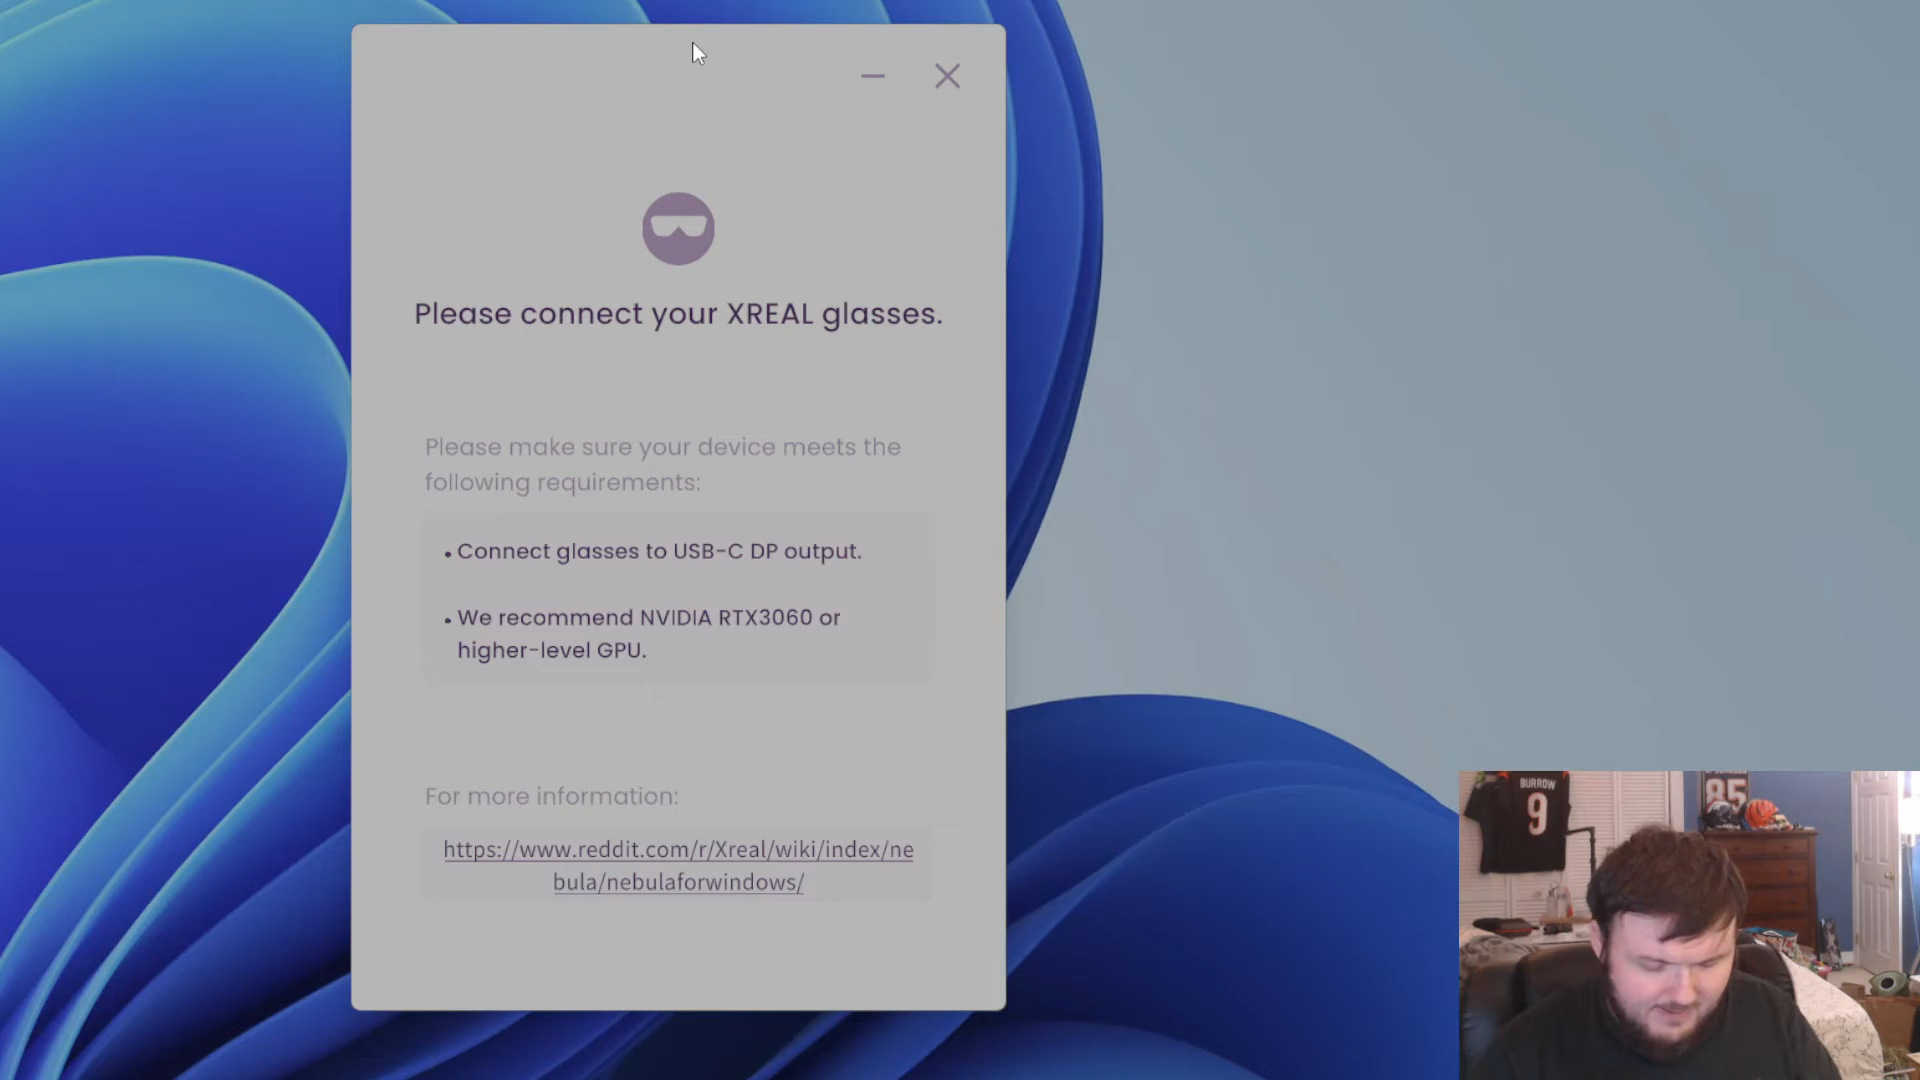 Please connect your XREAL glasses.
Please make sure your device meets the
following requirements:
• Connect glasses to USB-C DP output.
• We recommend NVIDIA RTX3060 or
higher-level GPU.
For more information:
https://www.reddit.com/r/Xreal/wiki/index/ne
bula/nebulaforwindows/
BURROW
9
85